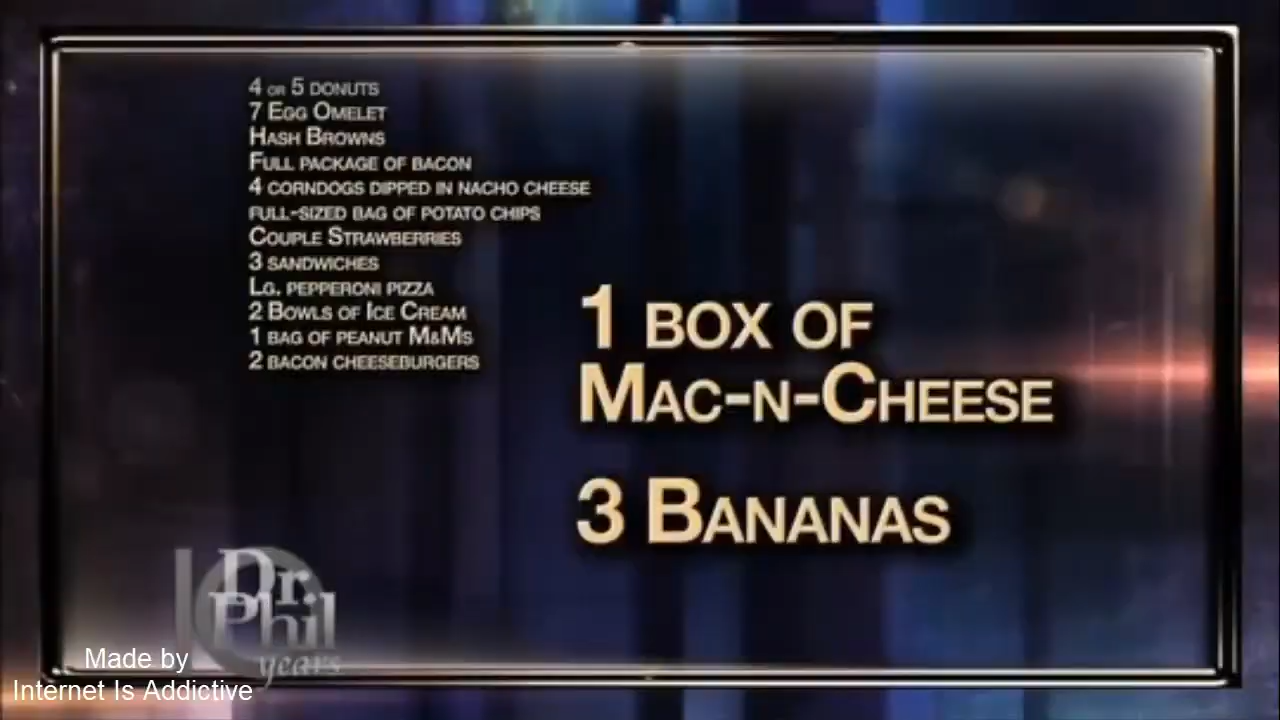 4 OR 5 DONUTS
7 EGG OMELET
HASH BROWNS
FULL PACKAGE OF BACON
4 CORNDOGS DIPPED IN NACHO CHEESE
FULL-SIZED BAG OF POTATO CHIPS
COUPLE STRAWBERRIES
3 SANDWICHES
LG. PEPPERONI PIZZA
2 BOWLS OF ICE CREAM
1 BAG OF PEANUT M&MS
2 BACON CHEESEBURGERS
1 BOX OF
MAC-N-CHEESE
3 BANANAS
10
Dr.
Phil
years
Made by
Internet Is Addictive